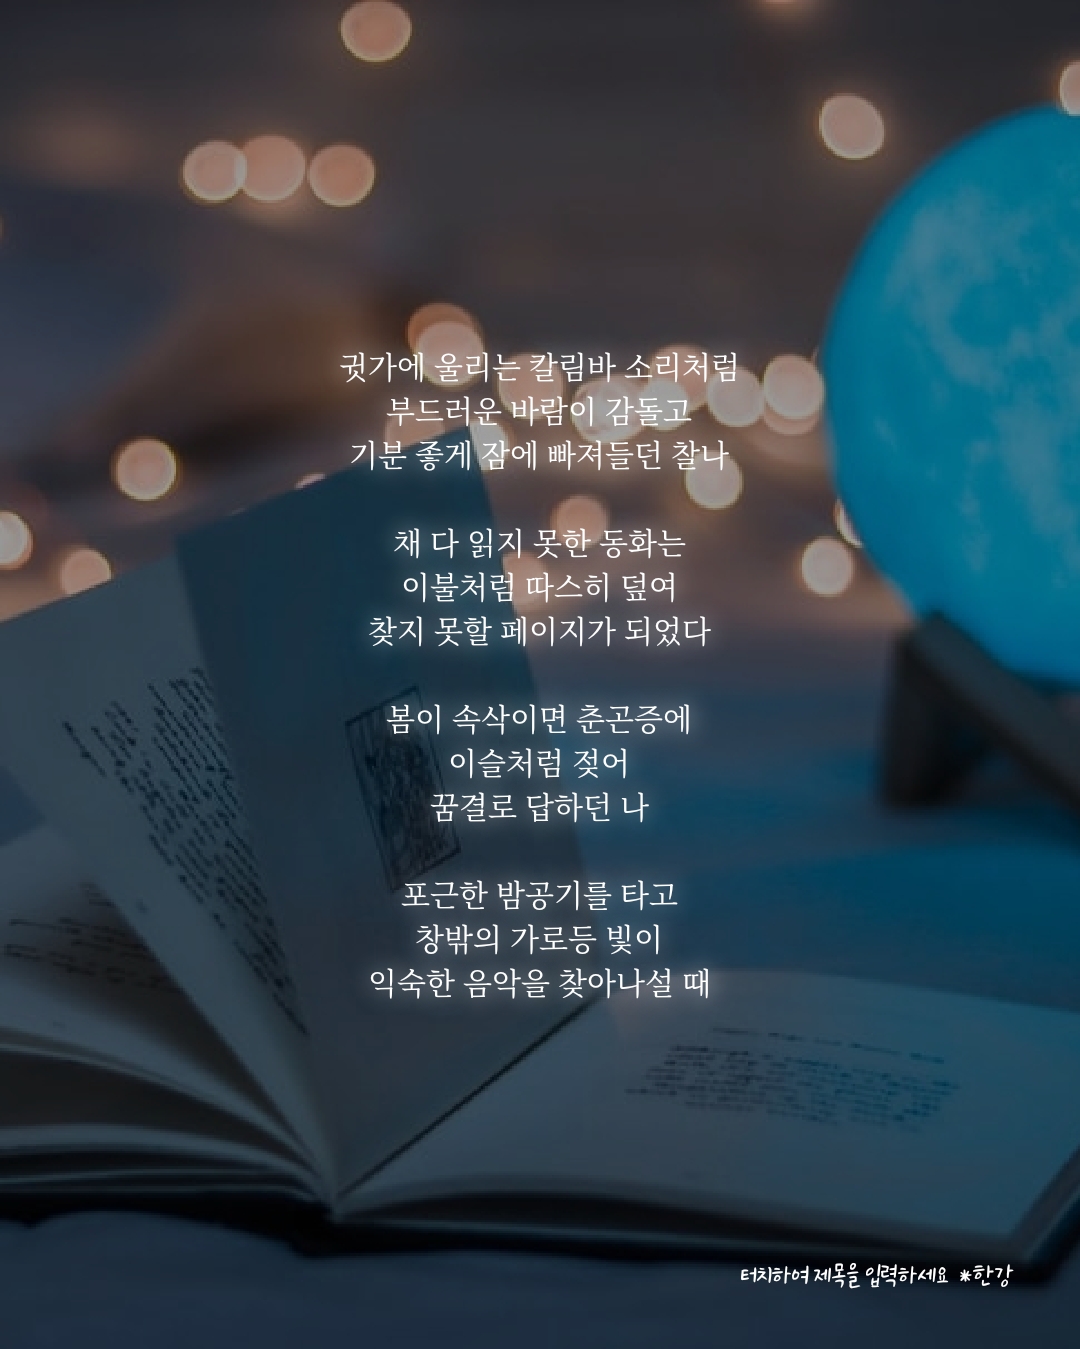 귓가에 울리는 칼림바 소리처럼
부드러운 바람이 감돌고
기분 좋게 잠에 빠져들던 찰나
채 다 읽지 못한 동화는
이불처럼 따스히 덮여
찾지 못할 페이지가 되었다
봄이 속삭이면 춘곤증에
이슬처럼 젖어
꿈결로 답하던 나
포근한 밤공기를 타고
창밖의 가로등 빛이
익숙한 음악을 찾아나설 때
터치하여 제목을 입력하세요 *한강